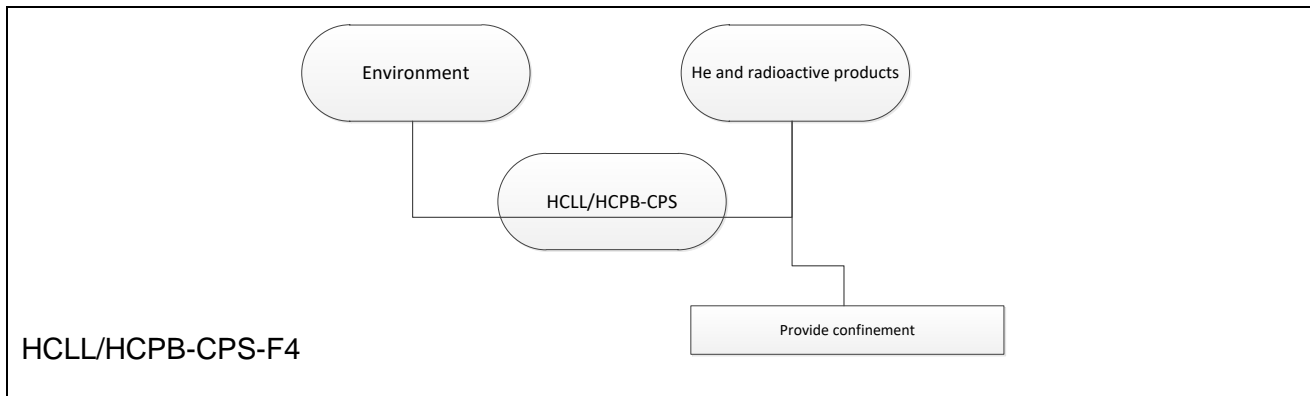 Environment
He and radioactive products
HCLL/HCPB-CPS
Provide confinement
HCLL/HCPB-CPS-F4